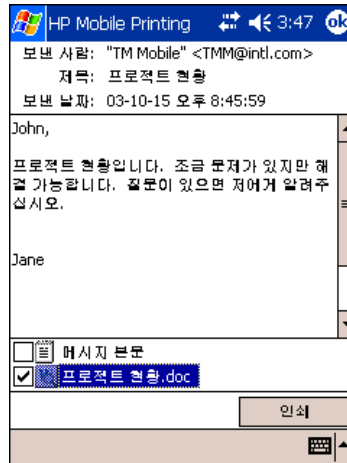 HP Mobile Printing 3:47 ok
보낸 사람: "TM Mobile" <TMM@intl.com>
제목: 프로젝트 현황
보낸 날짜: 03-10-15 오후 8:45:59
John,
프로젝트 현황입니다. 조금 문제가 있지만 해
결 가능합니다. 질문이 있으면 저에게 알려주
십시오.
Jane
메시지 본문
프로젝트 현황.doc
인쇄